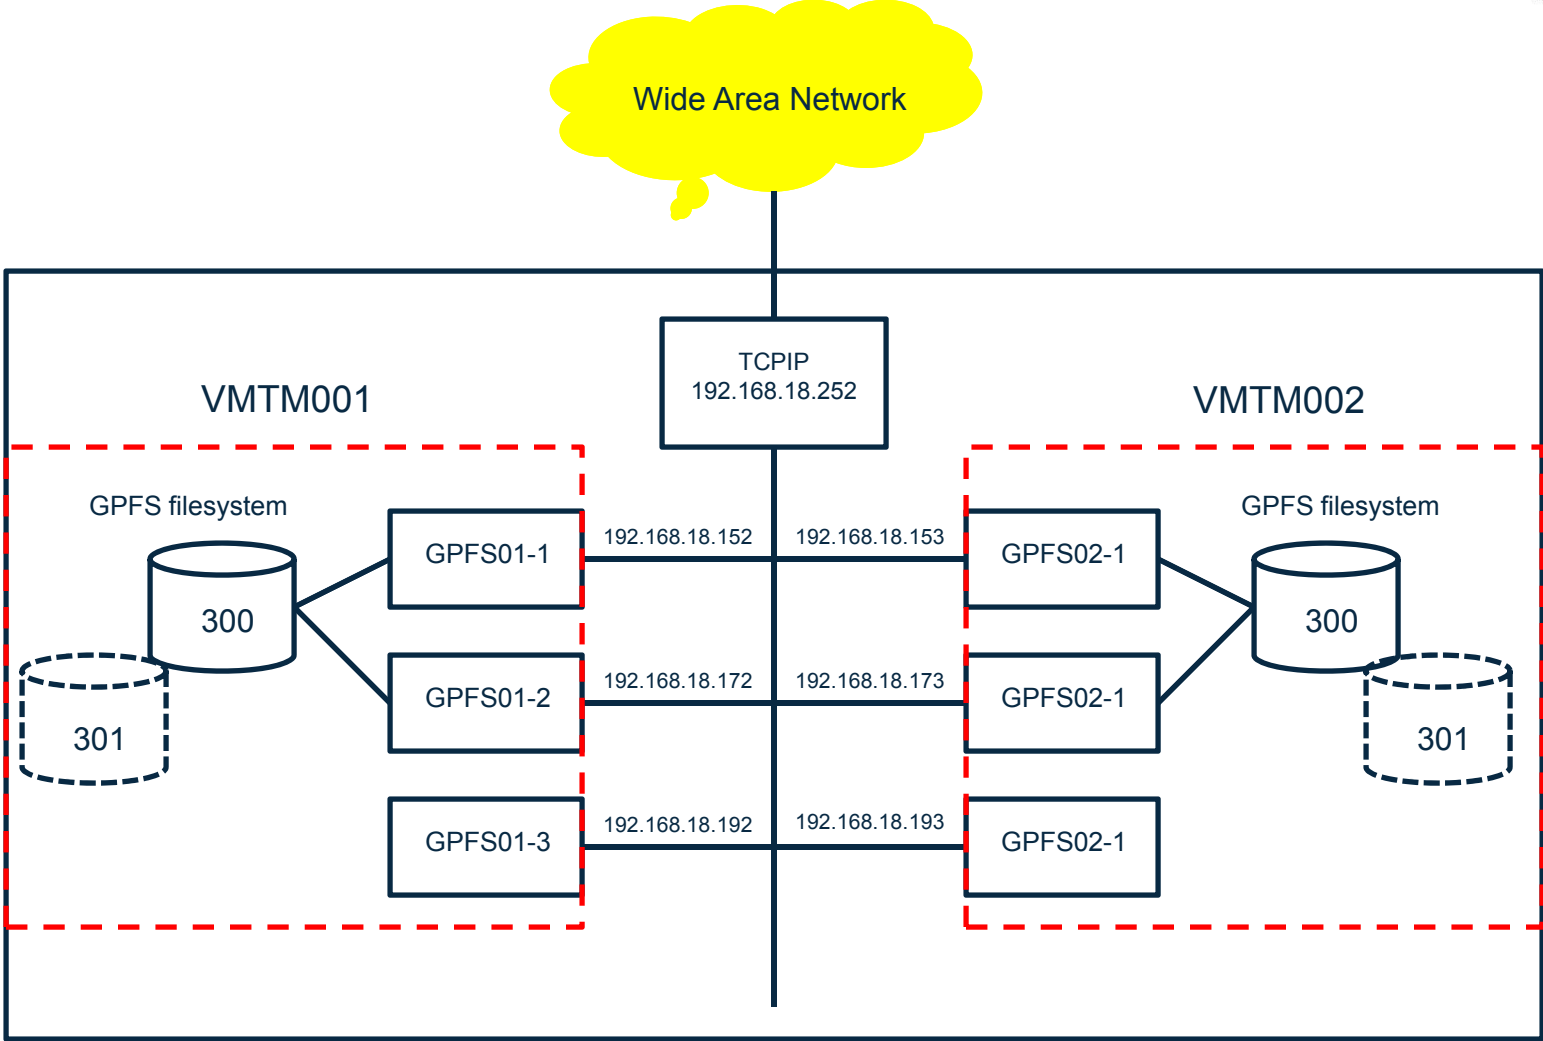 Wide Area Network
TCPIP
192.168.18.252
VMTM001
VMTM002
GPFS filesystem
GPFS filesystem
GPFS01-1
192.168.18.152
192.168.18.153
GPFS02-1
300
300
GPFS01-2
192.168.18.172
192.168.18.173
GPFS02-1
301
301
GPFS01-3
192.168.18.192
192.168.18.193
GPFS02-1